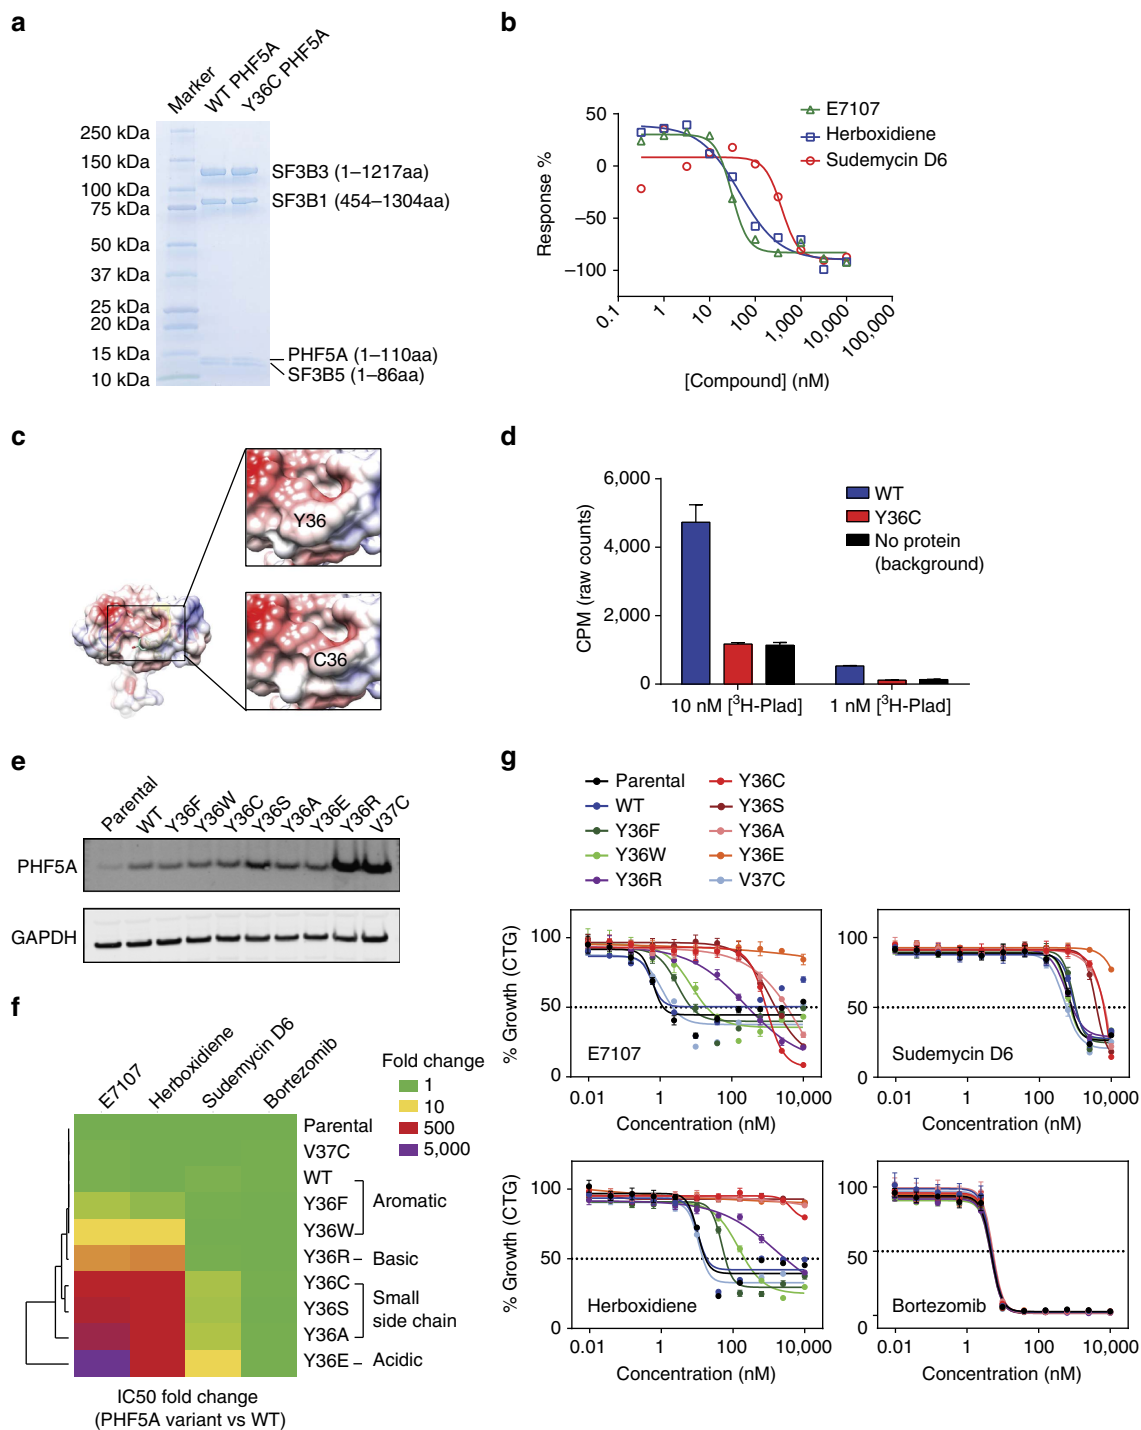 a
Marker
WT PHF5A
Y36C PHF5A
250 kDa
150 kDa
100 kDa
75 kDa
50 kDa
37 kDa
25 kDa
20 kDa
15 kDa
10 kDa
SF3B3 (1–1217aa)
SF3B1 (454–1304aa)
PHF5A (1–110aa)
SF3B5 (1–86aa)
b
E7107
Herboxidiene
Sudemycin D6
Response %
50
0
−50
−100
0.1
1
10
100
1,000
10,000
100,000
[Compound] (nM)
c
Y36
C36
d
CPM (raw counts)
6,000
4,000
2,000
0
WT
Y36C
No protein
(background)
10 nM [³H-Plad]
1 nM [³H-Plad]
e
Parental
WT
Y36F
Y36W
Y36C
Y36S
Y36A
Y36E
Y36R
V37C
PHF5A
GAPDH
f
E7107
Herboxidiene
Sudemycin D6
Bortezomib
Fold change
1
10
500
5,000
Parental
V37C
WT
Y36F
Y36W
Y36R
Y36C
Y36S
Y36A
Y36E
Aromatic
Basic
Small
side chain
Acidic
IC50 fold change
(PHF5A variant vs WT)
g
Parental
WT
Y36F
Y36W
Y36R
Y36C
Y36S
Y36A
Y36E
V37C
% Growth (CTG)
100
50
0
E7107
0.01
1
100
10,000
Concentration (nM)
100
50
0
Sudemycin D6
0.01
1
100
10,000
Concentration (nM)
% Growth (CTG)
100
50
0
Herboxidiene
0.01
1
100
10,000
Concentration (nM)
100
50
0
Bortezomib
0.01
1
100
10,000
Concentration (nM)